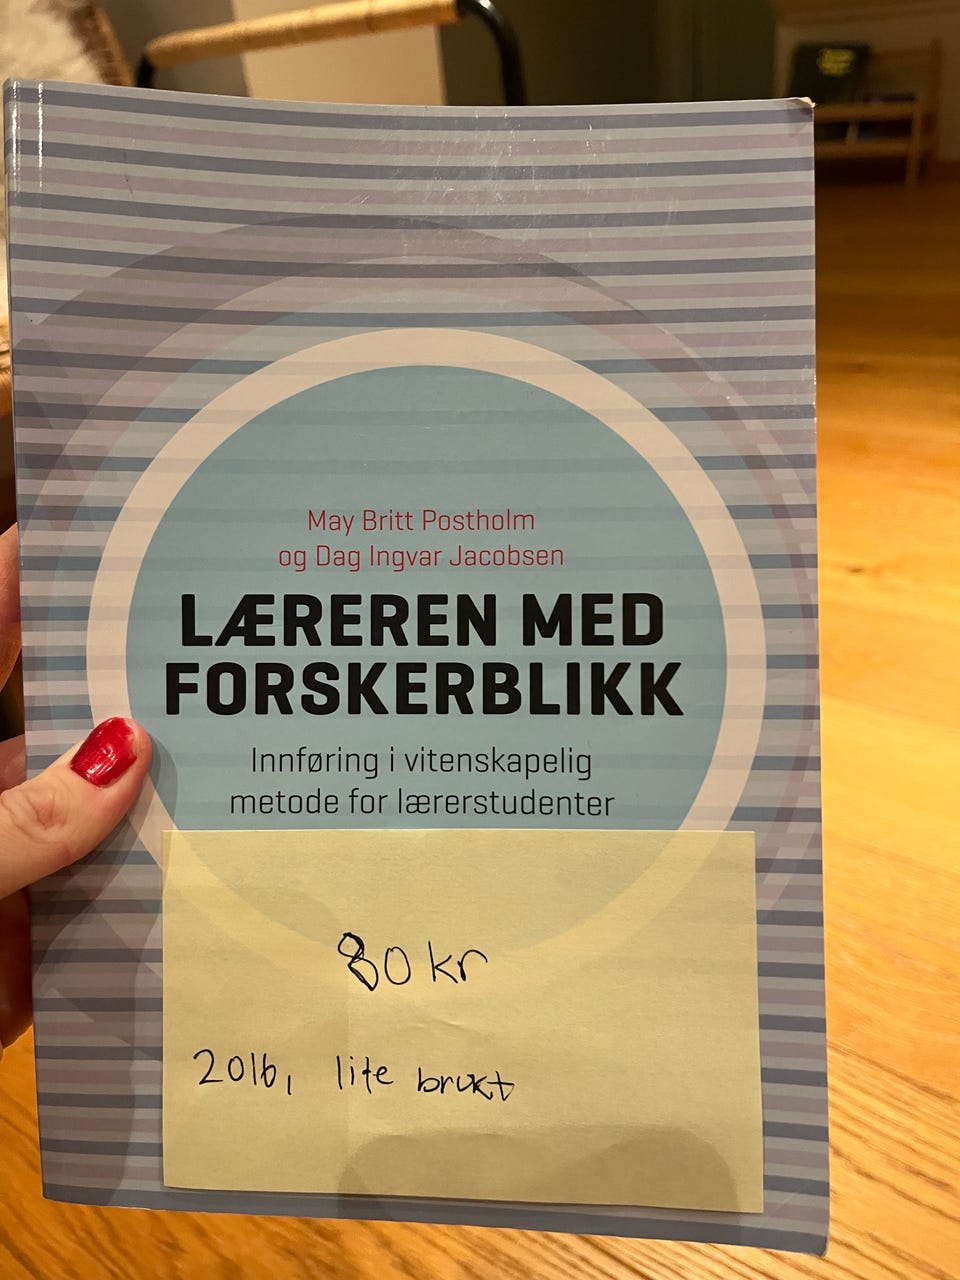 May Britt Postholm
og Dag Ingvar Jacobsen
LÆREREN MED
FORSKERBLIKK
Innføring i vitenskapelig
metode for lærerstudenter
80 kr
2016, lite brukt